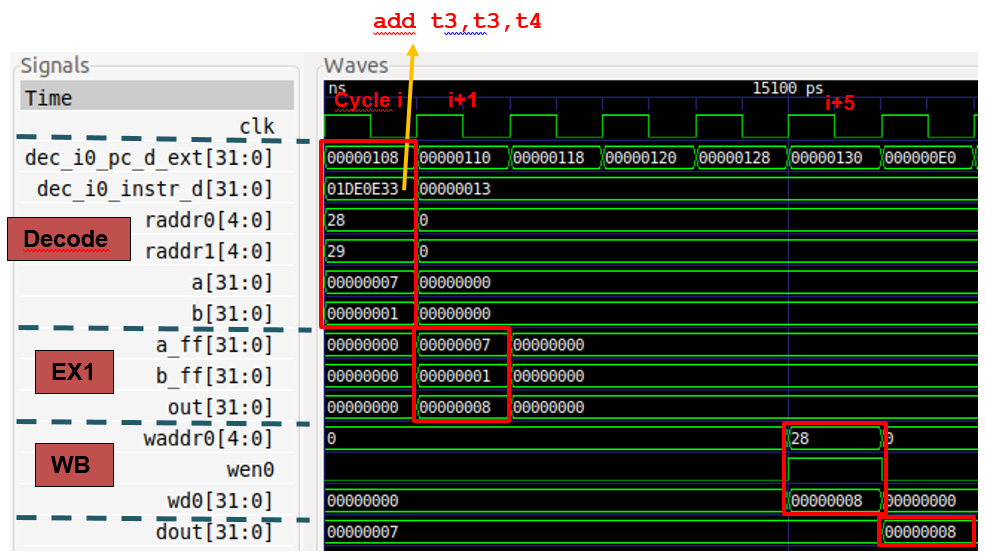 add t3,t3,t4
Signals
Waves
Time
ns
15100 ps
Cycle i
i+1
i+5
clk
dec_i0_pc_d_ext[31:0]
00000108 00000110 00000118 00000120 00000128 00000130 000000E0
dec_i0_instr_d[31:0]
01DE0E33 00000013
raddr0[4:0]
28 0
Decode
raddr1[4:0]
29 0
a[31:0]
00000007 00000000
b[31:0]
00000001 00000000
a_ff[31:0]
00000000 00000007 00000000
EX1
b_ff[31:0]
00000000 00000001 00000000
out[31:0]
00000000 00000008 00000000
waddr0[4:0]
0 28 0
WB
wen0
wd0[31:0]
00000000 00000008 00000000
dout[31:0]
00000007 00000008